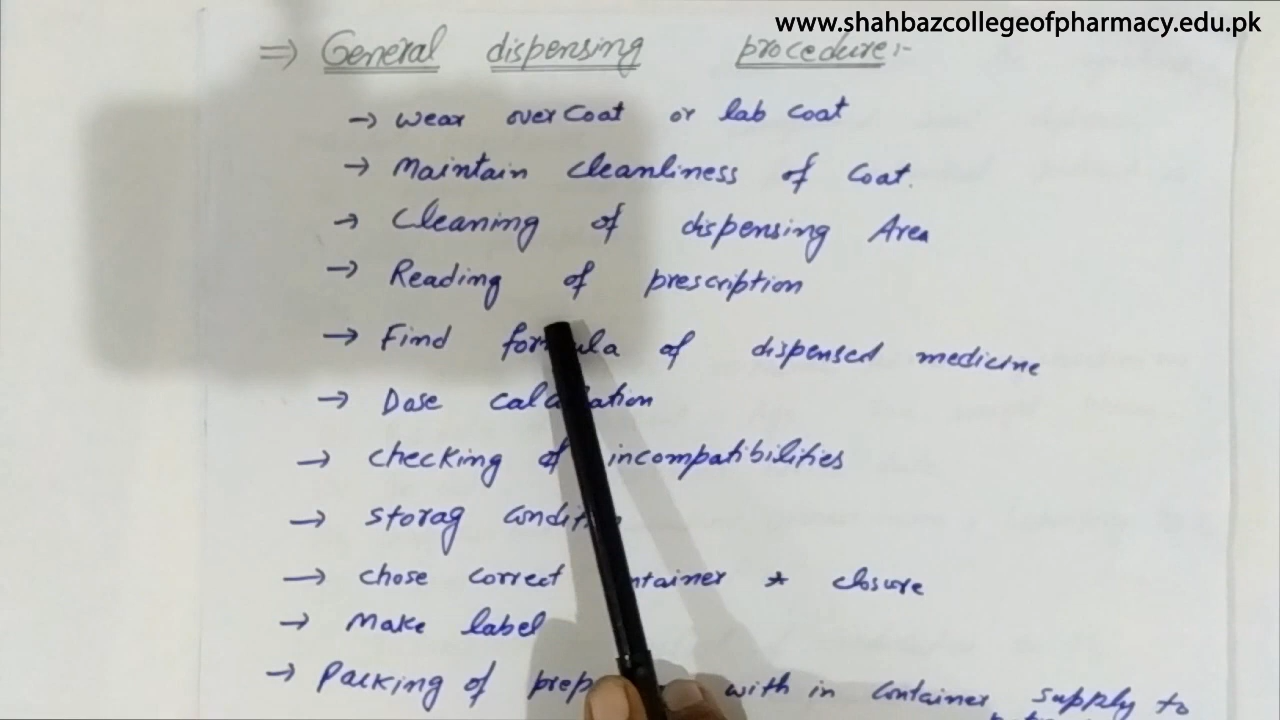 www.shahbazcollegeofpharmacy.edu.pk
⇒ General dispensing procedure:-
→ wear overcoat or lab coat
→ Maintain cleanliness of coat.
→ Cleaning of dispensing Area
→ Reading of prescription
→ Find of dispensed medicine
→ Dose
→ checking of incompatibilities
→ storag
→ chose correct * closure
→ Make label
→ Packing of with in container supply to